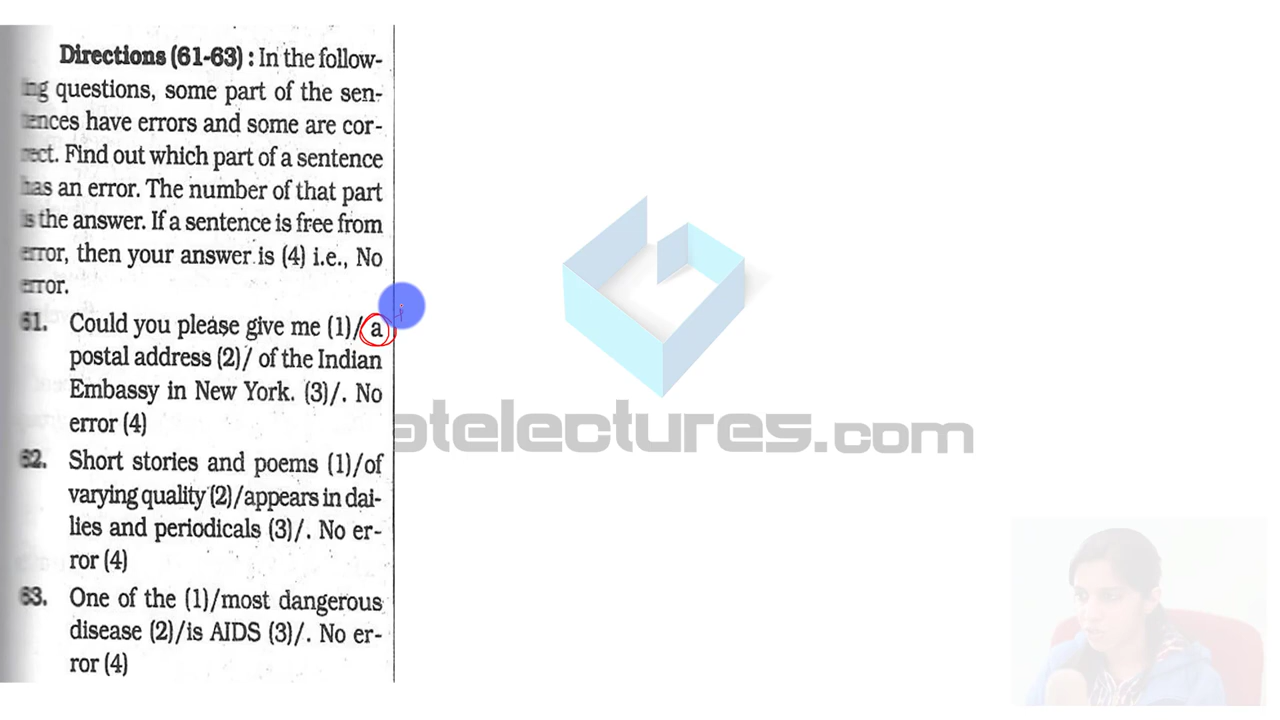 Directions (61-63) : In the follow-
ing questions, some part of the sen-
tences have errors and some are cor-
rect. Find out which part of a sentence
has an error. The number of that part
is the answer. If a sentence is free from
error, then your answer is (4) i.e., No
error.
61. Could you please give me (1)/ a
postal address (2)/ of the Indian
Embassy in New York. (3)/. No
error (4)
62. Short stories and poems (1)/of
varying quality (2)/appears in dai-
lies and periodicals (3)/. No er-
ror (4)
63. One of the (1)/most dangerous
disease (2)/is AIDS (3)/. No er-
ror (4)
atelectures.com